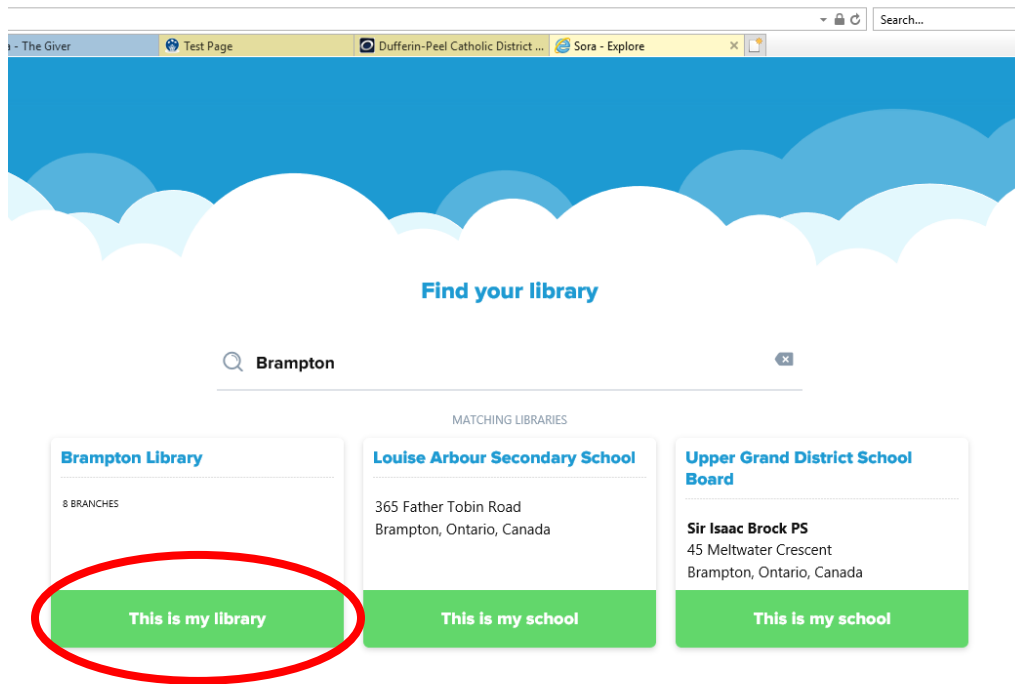 Search...
- The Giver
Test Page
Dufferin-Peel Catholic District ...
Sora - Explore
Find your library
Brampton
MATCHING LIBRARIES
Brampton Library
8 BRANCHES
This is my library
Louise Arbour Secondary School
365 Father Tobin Road
Brampton, Ontario, Canada
This is my school
Upper Grand District School
Board
Sir Isaac Brock PS
45 Meltwater Crescent
Brampton, Ontario, Canada
This is my school